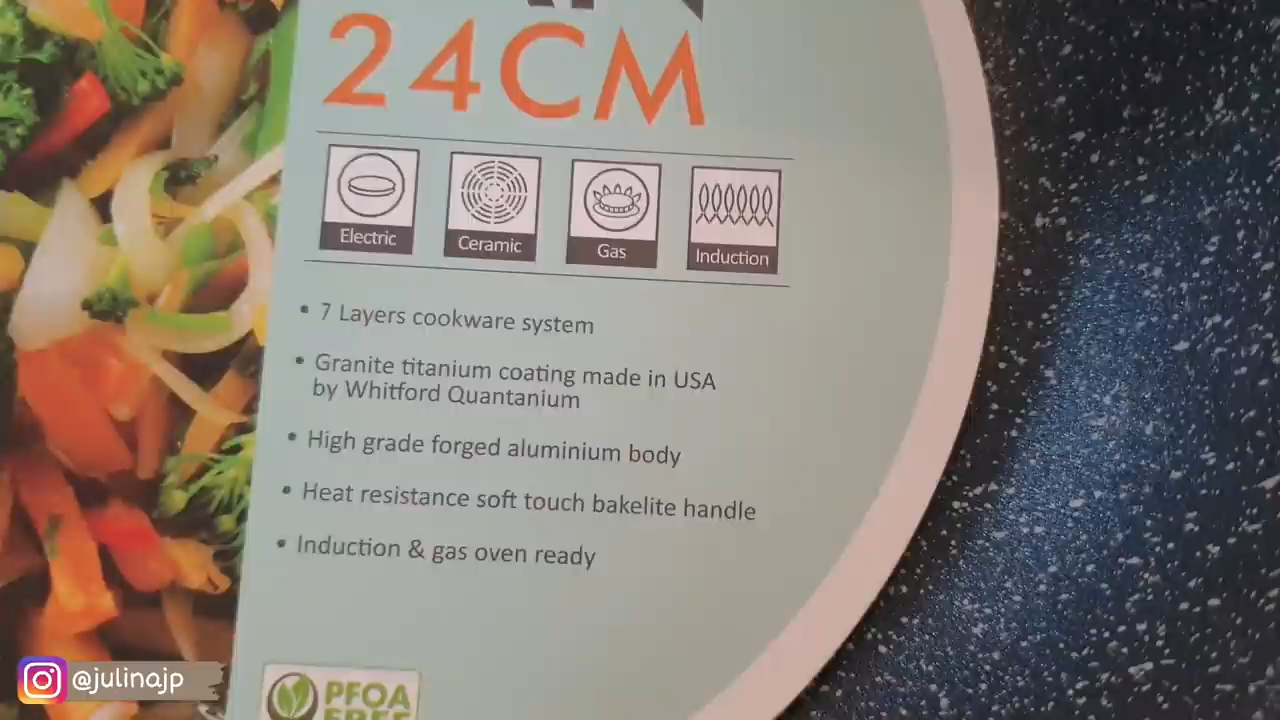 24CM
Electric
Ceramic
Gas
Induction
• 7 Layers cookware system
• Granite titanium coating made in USA
by Whitford Quantanium
• High grade forged aluminium body
• Heat resistance soft touch bakelite handle
• Induction & gas oven ready
PFOA
FREE
@julinajp